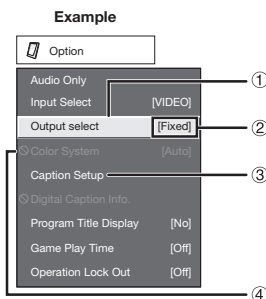 Example
Option
Audio Only
Input Select [VIDEO]
Output select [Fixed]
Color System [Auto]
Caption Setup
Digital Caption Info.
Program Title Display [No]
Game Play Time [Off]
Operation Lock Out [Off]
①
②
③
④